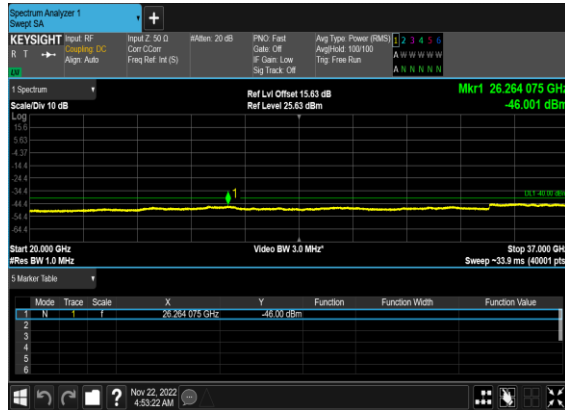 Spectrum Analyzer 1
Swept SA
KEYSIGHT Input: RF Input Z: 50 Ω #Atten: 20 dB PNO: Fast Avg Type: Power (RMS) 1 2 3 4 5 6
R T Coupling: DC Corr CCorr Gate: Off Avg|Hold: 100/100 A W W W W W
Align: Auto Freq Ref: Int (S) IF Gain: Low Trig: Free Run
Sig Track: Off A N N N N N
1 Spectrum Ref Lvl Offset 15.63 dB Mkr1 26.264 075 GHz
Scale/Div 10 dB Ref Level 25.63 dBm -46.001 dBm
Log
15.6
5.63
-4.37
-14.4
-24.4
-34.4 1
-44.4
-54.4
-64.4
Start 20.000 GHz Video BW 3.0 MHz* Stop 37.000 GHz
#Res BW 1.0 MHz Sweep ~33.9 ms (40001 pts)
5 Marker Table
Mode Trace Scale X Y Function Function Width Function Value
1 N 1 f 26.264 075 GHz -46.00 dBm
2
3
4
5
6
Nov 22, 2022
4:53:22 AM